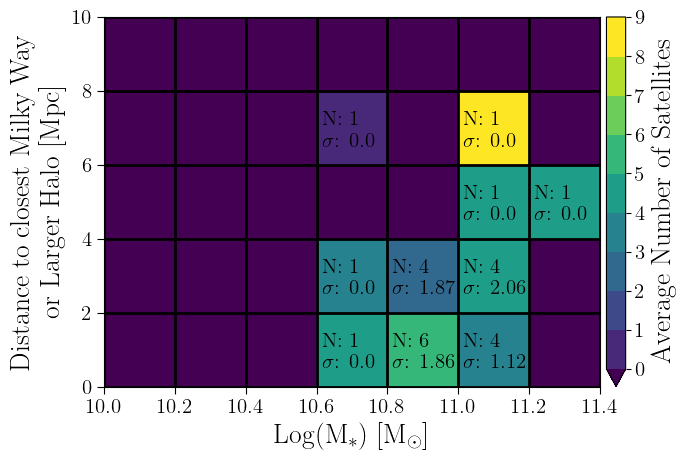 Distance to closest Milky Way
or Larger Halo [Mpc]
10
8
6
4
2
0
N: 1
σ: 0.0
N: 1
σ: 0.0
N: 1
σ: 0.0
N: 1
σ: 0.0
N: 1
σ: 0.0
N: 4
σ: 1.87
N: 4
σ: 2.06
N: 1
σ: 0.0
N: 6
σ: 1.86
N: 4
σ: 1.12
10.0 10.2 10.4 10.6 10.8 11.0 11.2 11.4
Log(M*) [M⊙]
9
8
7
6
5
4
3
2
1
0
Average Number of Satellites